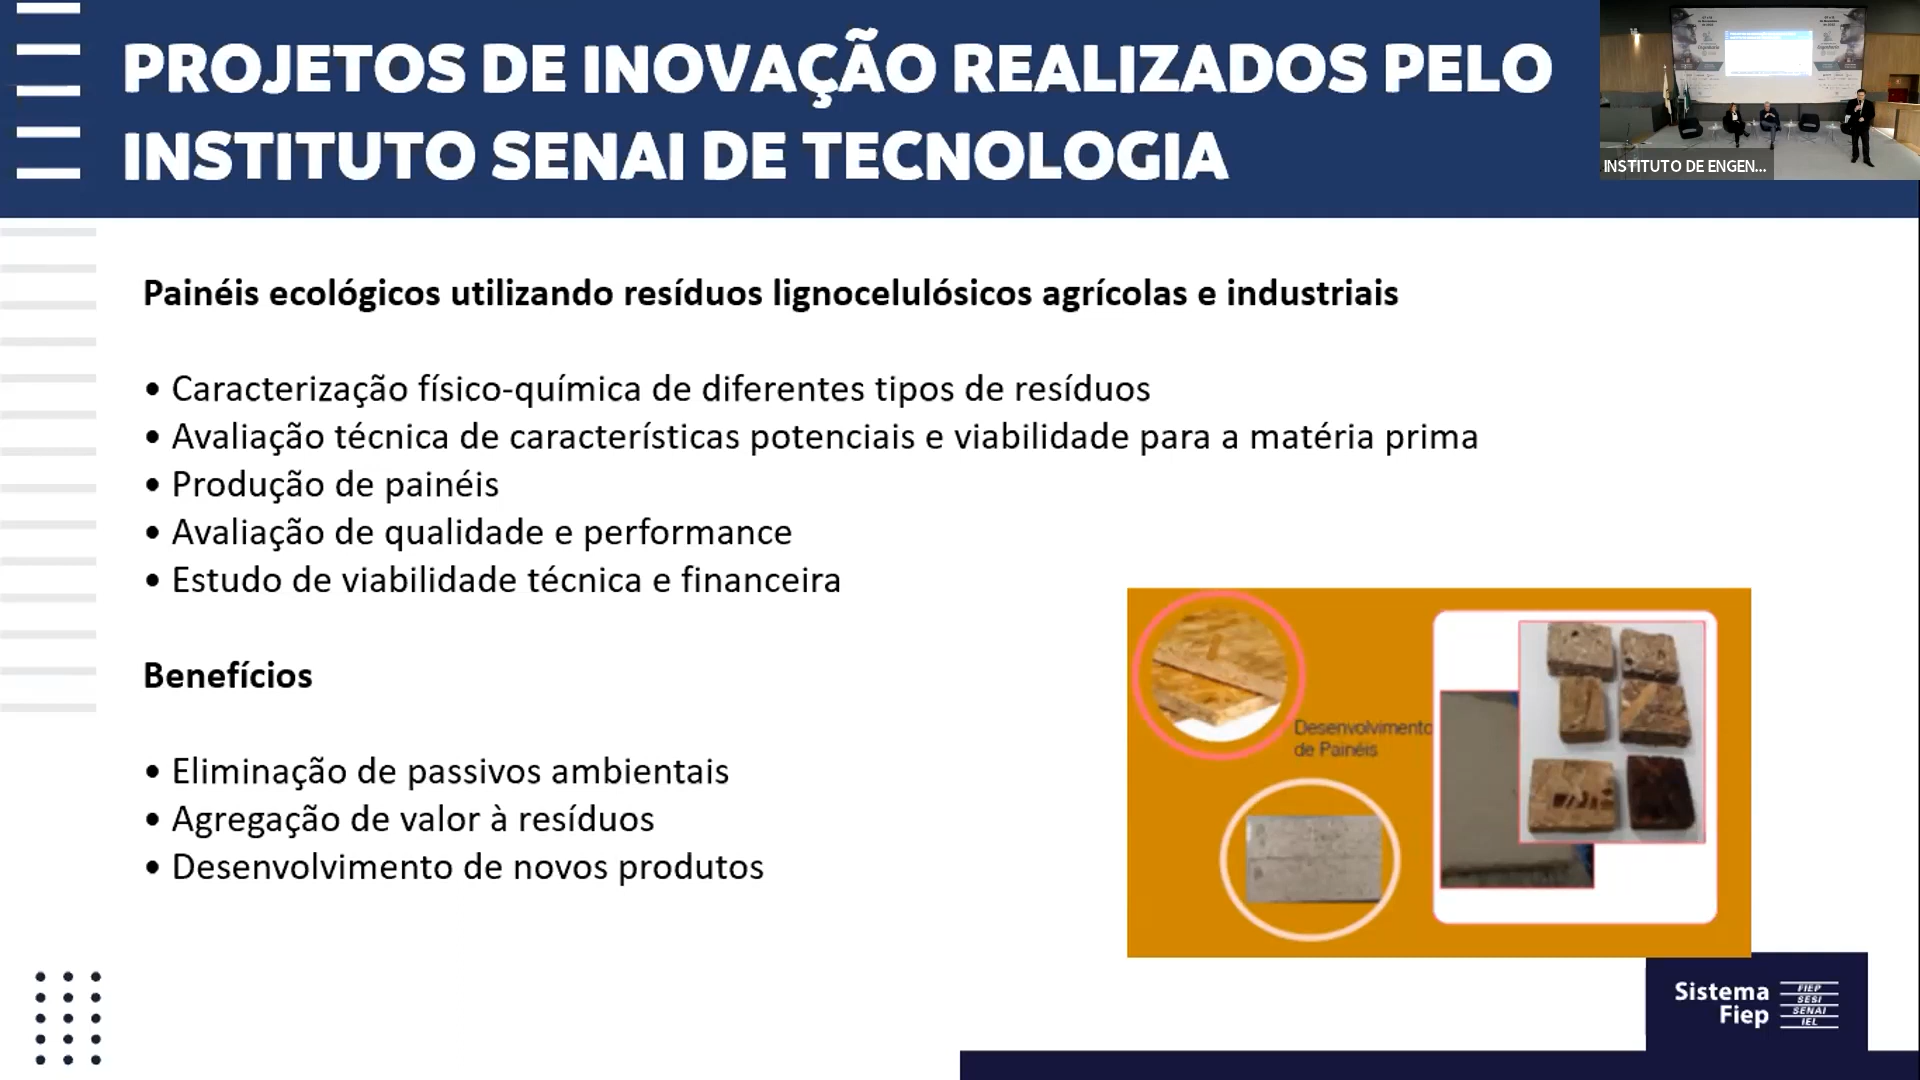 PROJETOS DE INOVAÇÃO REALIZADOS PELO
INSTITUTO SENAI DE TECNOLOGIA
INSTITUTO DE ENGEN...
Painéis ecológicos utilizando resíduos lignocelulósicos agrícolas e industriais
• Caracterização físico-química de diferentes tipos de resíduos
• Avaliação técnica de características potenciais e viabilidade para a matéria prima
• Produção de painéis
• Avaliação de qualidade e performance
• Estudo de viabilidade técnica e financeira
Benefícios
• Eliminação de passivos ambientais
• Agregação de valor à resíduos
• Desenvolvimento de novos produtos
Desenvolvimento
de Painéis
Sistema
Fiep
FIEP
SESI
SENAI
IEL